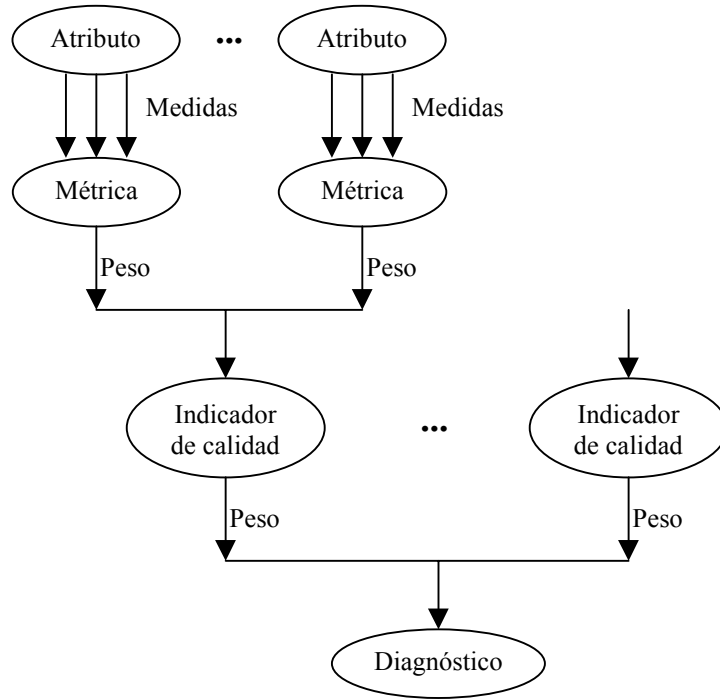 Atributo ... Atributo
Medidas Medidas
Métrica Métrica
Peso Peso
Indicador
de calidad
...
Indicador
de calidad
Peso Peso
Diagnóstico